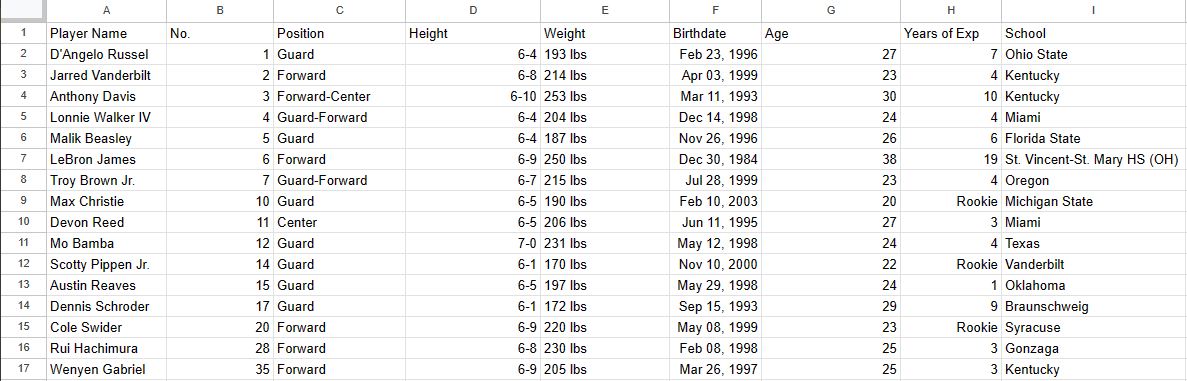 A B C D E F G H I
1 Player Name No. Position Height Weight Birthdate Age Years of Exp School
2 D'Angelo Russel 1 Guard 6-4 193 lbs Feb 23, 1996 27 7 Ohio State
3 Jarred Vanderbilt 2 Forward 6-8 214 lbs Apr 03, 1999 23 4 Kentucky
4 Anthony Davis 3 Forward-Center 6-10 253 lbs Mar 11, 1993 30 10 Kentucky
5 Lonnie Walker IV 4 Guard-Forward 6-4 204 lbs Dec 14, 1998 24 4 Miami
6 Malik Beasley 5 Guard 6-4 187 lbs Nov 26, 1996 26 6 Florida State
7 LeBron James 6 Forward 6-9 250 lbs Dec 30, 1984 38 19 St. Vincent-St. Mary HS (OH)
8 Troy Brown Jr. 7 Guard-Forward 6-7 215 lbs Jul 28, 1999 23 4 Oregon
9 Max Christie 10 Guard 6-5 190 lbs Feb 10, 2003 20 Rookie Michigan State
10 Devon Reed 11 Center 6-5 206 lbs Jun 11, 1995 27 3 Miami
11 Mo Bamba 12 Guard 7-0 231 lbs May 12, 1998 24 4 Texas
12 Scotty Pippen Jr. 14 Guard 6-1 170 lbs Nov 10, 2000 22 Rookie Vanderbilt
13 Austin Reaves 15 Guard 6-5 197 lbs May 29, 1998 24 1 Oklahoma
14 Dennis Schroder 17 Guard 6-1 172 lbs Sep 15, 1993 29 9 Braunschweig
15 Cole Swider 20 Forward 6-9 220 lbs May 08, 1999 23 Rookie Syracuse
16 Rui Hachimura 28 Forward 6-8 230 lbs Feb 08, 1998 25 3 Gonzaga
17 Wenyen Gabriel 35 Forward 6-9 205 lbs Mar 26, 1997 25 3 Kentucky